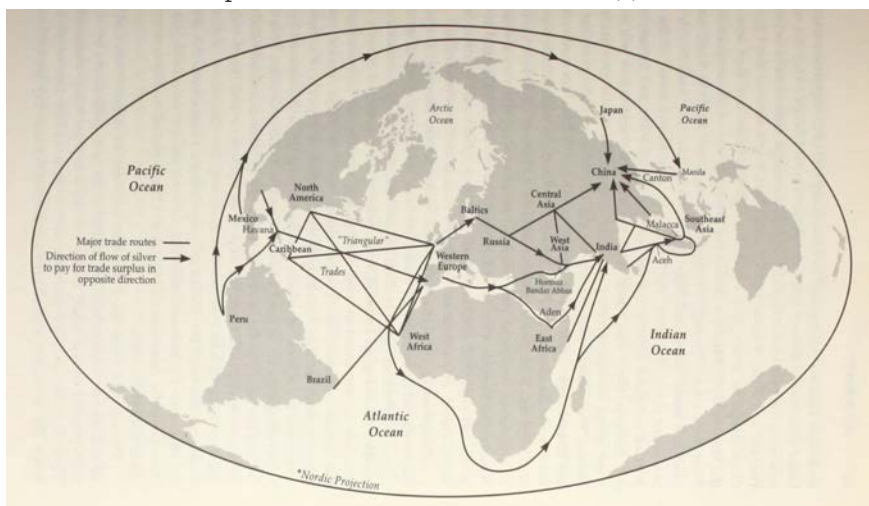 Arctic
Ocean
Japan
Pacific
Ocean
Pacific
Ocean
China
Canton
Manila
North
America
Central
Asia
Mexico
Havana
Baltics
Malacca
Southeast
Asia
Major trade routes
"Triangular"
Russia
West
Asia
India
Caribbean
Western
Europe
Direction of flow of silver
to pay for trade surplus in
opposite direction
Trades
Hormuz
Bandar Abbas
Aceh
Aden
Peru
West
Africa
East
Africa
Indian
Ocean
Brazil
Atlantic
Ocean
*Nordic Projection